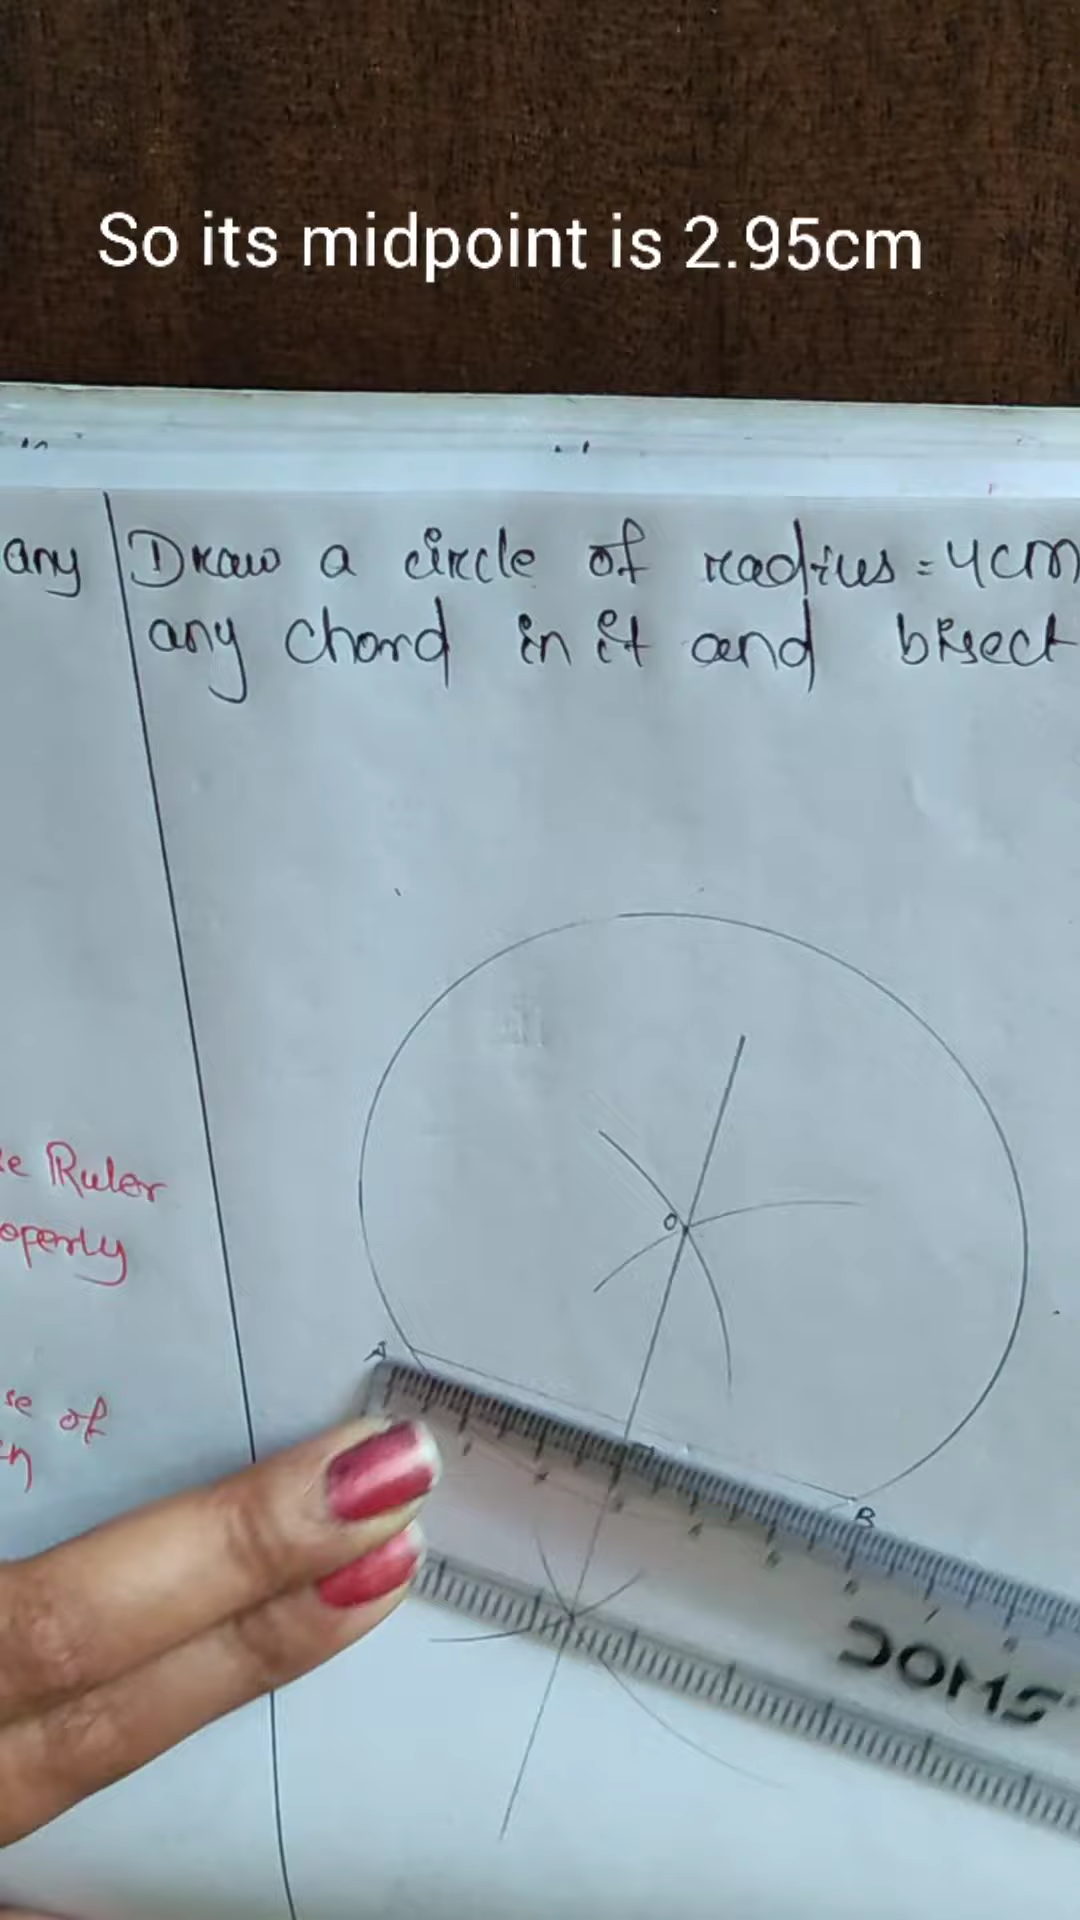 So its midpoint is 2.95cm
any
Draw a circle of radius = 4cm
any chord in it and bisect
Ruler
of
O
A
B
DOMS